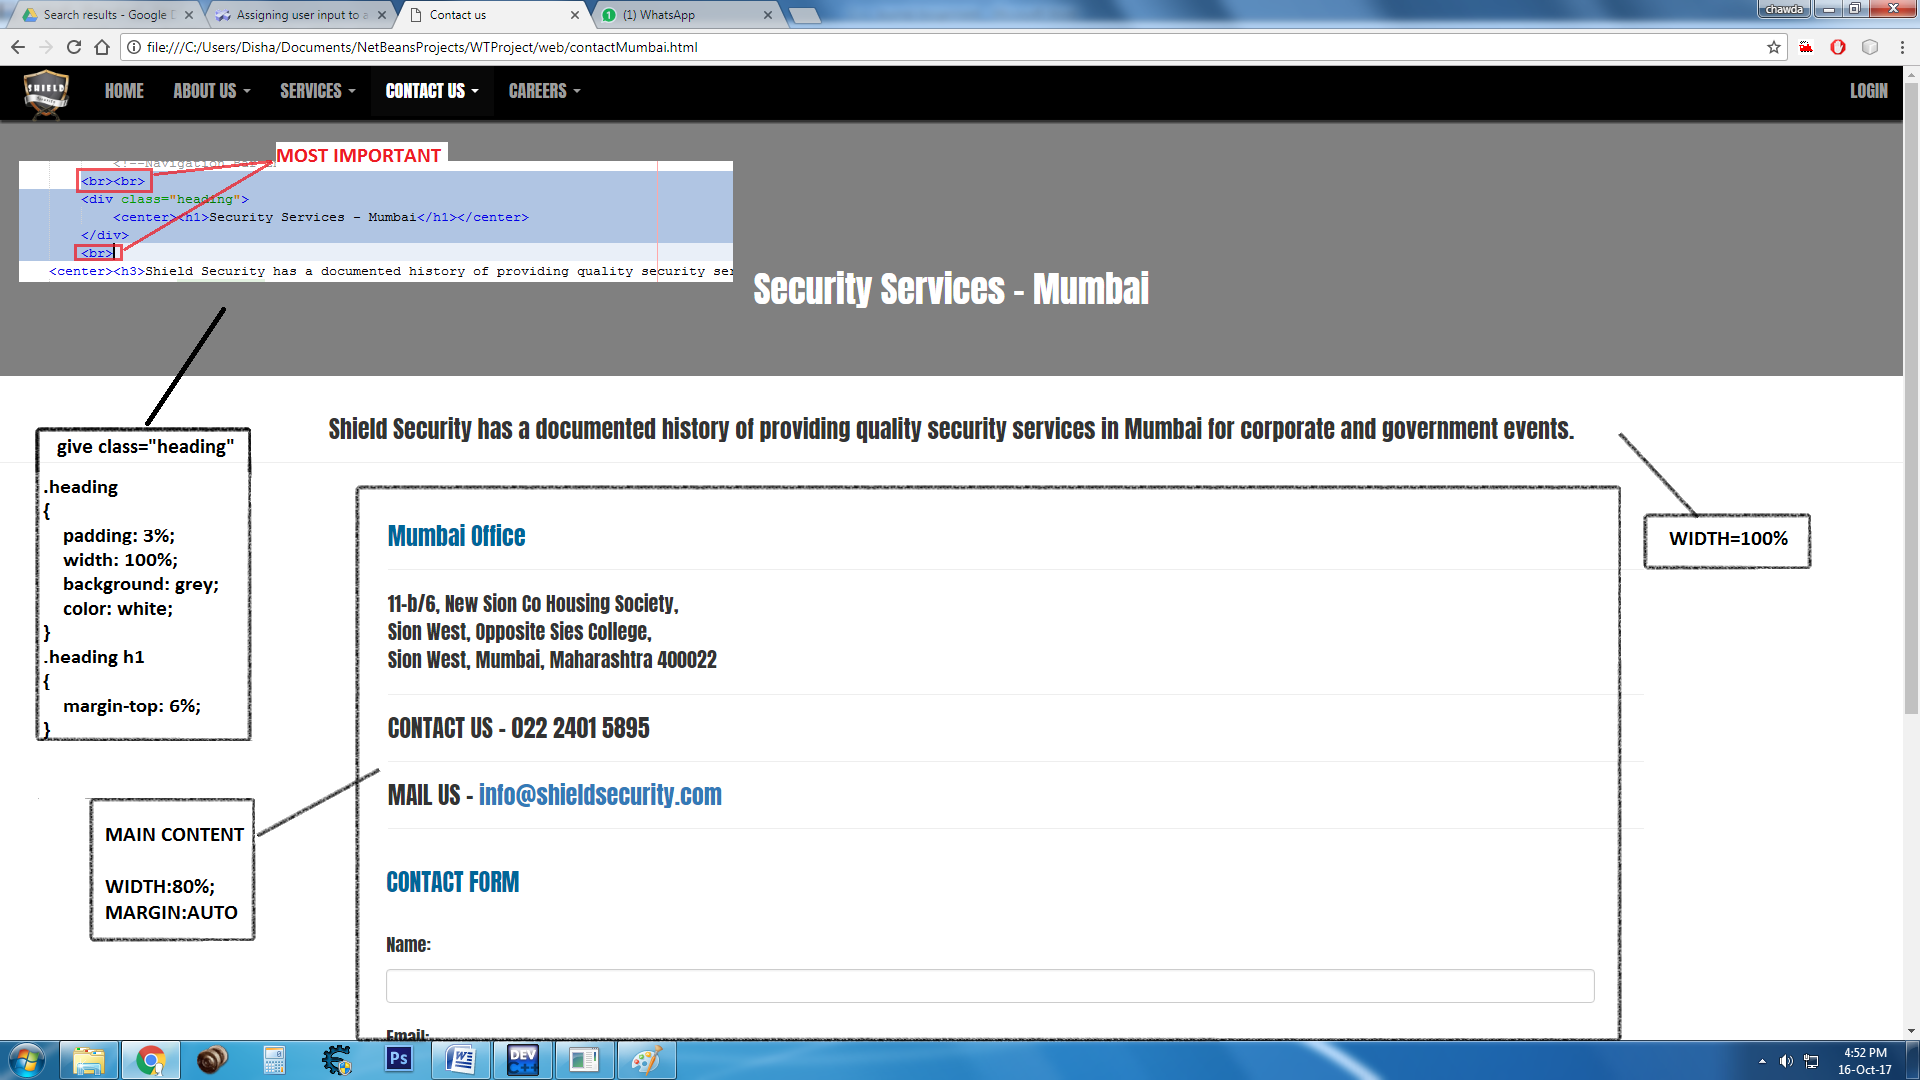 Search results - Google D
Assigning user input to a
Contact us
(1) WhatsApp
chawda
file:///C:/Users/Disha/Documents/NetBeansProjects/WTProject/web/contactMumbai.html
SHIELD
HOME ABOUT US SERVICES CONTACT US CAREERS LOGIN
MOST IMPORTANT
<!--Navigation
<br><br>
<div class="heading">
<center><h1>Security Services - Mumbai</h1></center>
</div>
<br>
<center><h3>Shield Security has a documented history of providing quality security ser
Security Services - Mumbai
Shield Security has a documented history of providing quality security services in Mumbai for corporate and government events.
give class="heading"
.heading
{
padding: 3%;
width: 100%;
background: grey;
color: white;
}
.heading h1
{
margin-top: 6%;
}
WIDTH=100%
Mumbai Office
11-b/6, New Sion Co Housing Society,
Sion West, Opposite Sies College,
Sion West, Mumbai, Maharashtra 400022
CONTACT US - 022 2401 5895
MAIL US - info@shieldsecurity.com
MAIN CONTENT
WIDTH:80%;
MARGIN:AUTO
CONTACT FORM
Name:
Email:
Ps
W
DEV
C++
4:52 PM
16-Oct-17